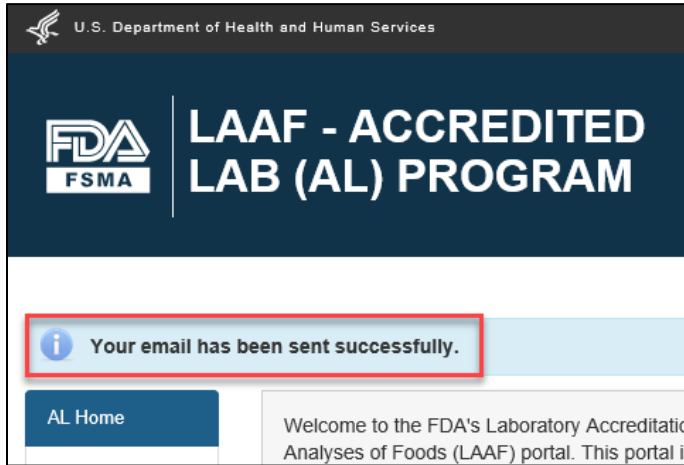 U.S. Department of Health and Human Services
FDA
FSMA
LAAF - ACCREDITED
LAB (AL) PROGRAM
Your email has been sent successfully.
AL Home
Welcome to the FDA's Laboratory
Analyses of Foods (LAAF) portal. This portal